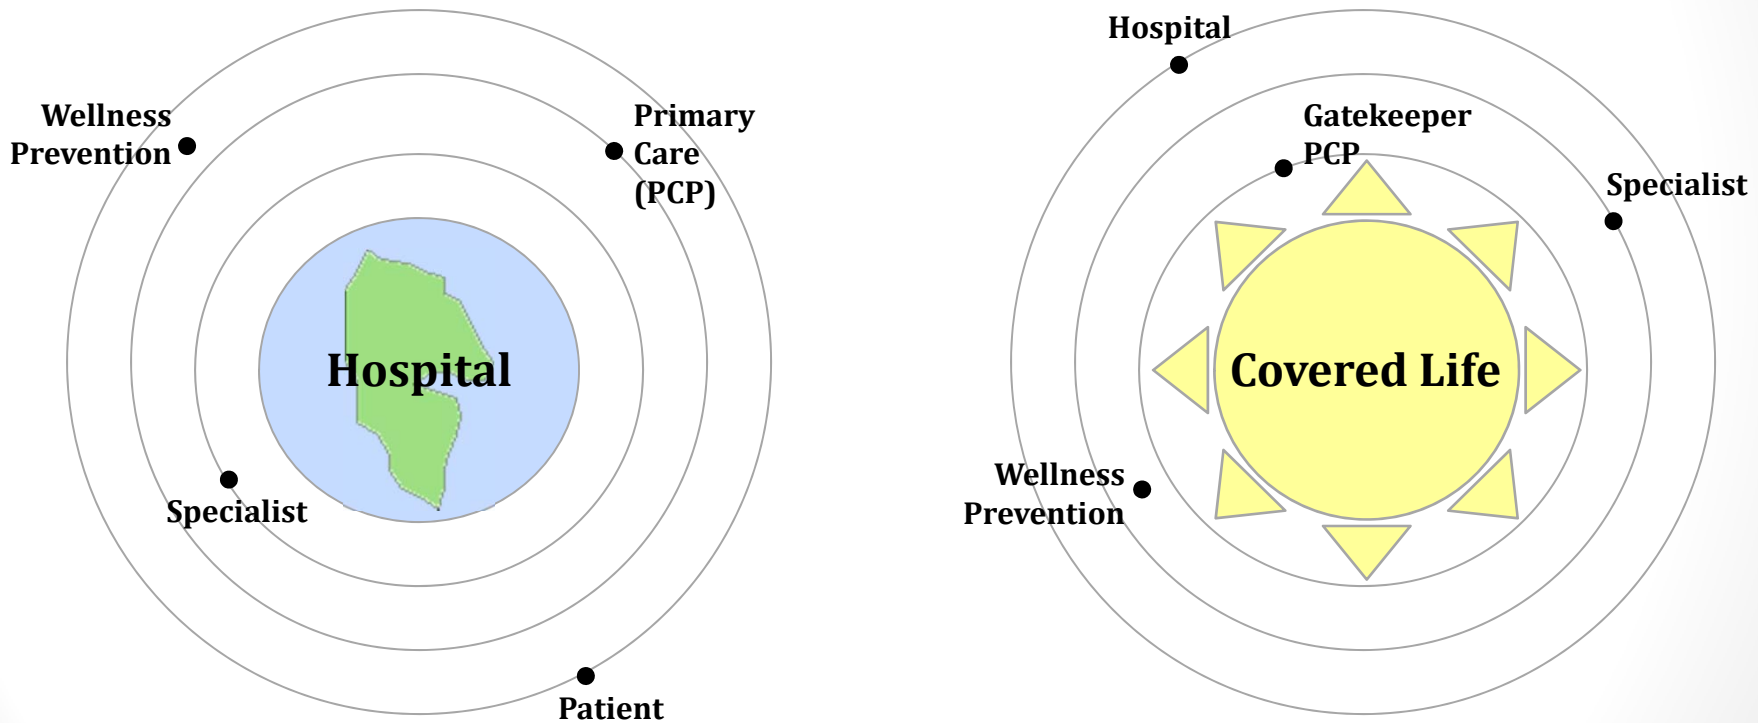 Wellness
Prevention
Primary
Care
(PCP)
Hospital
Specialist
Patient
Hospital
Gatekeeper
PCP
Specialist
Covered Life
Wellness
Prevention